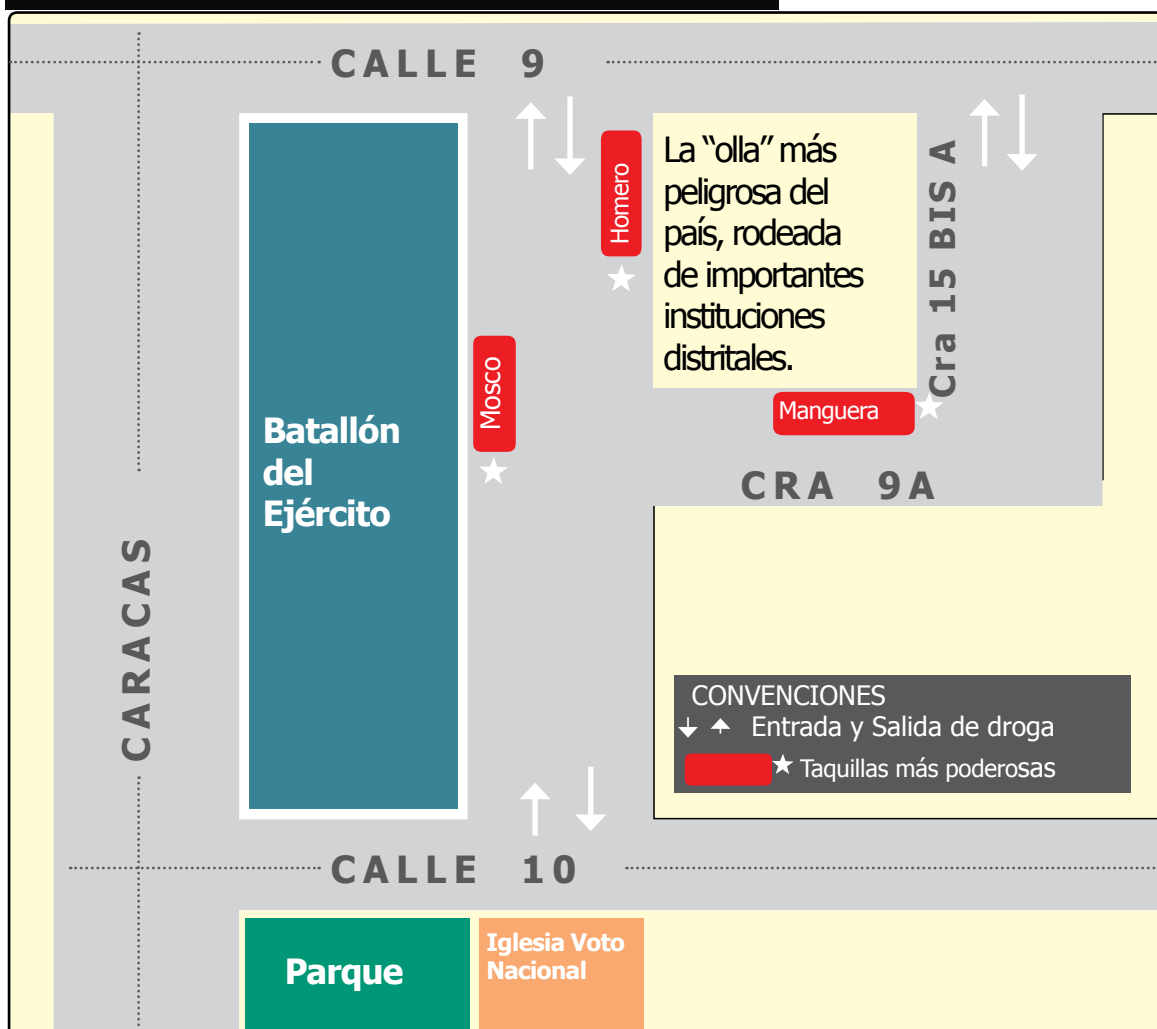 CALLE 9
Homero
La “olla” más
peligrosa del
país, rodeada
de importantes
instituciones
distritales.
Cra 15 BIS A
Mosco
Manguera
Batallón
del
Ejército
CRA 9A
CARACAS
CONVENCIONES
Entrada y Salida de droga
Taquillas más poderosas
CALLE 10
Parque
Iglesia Voto
Nacional